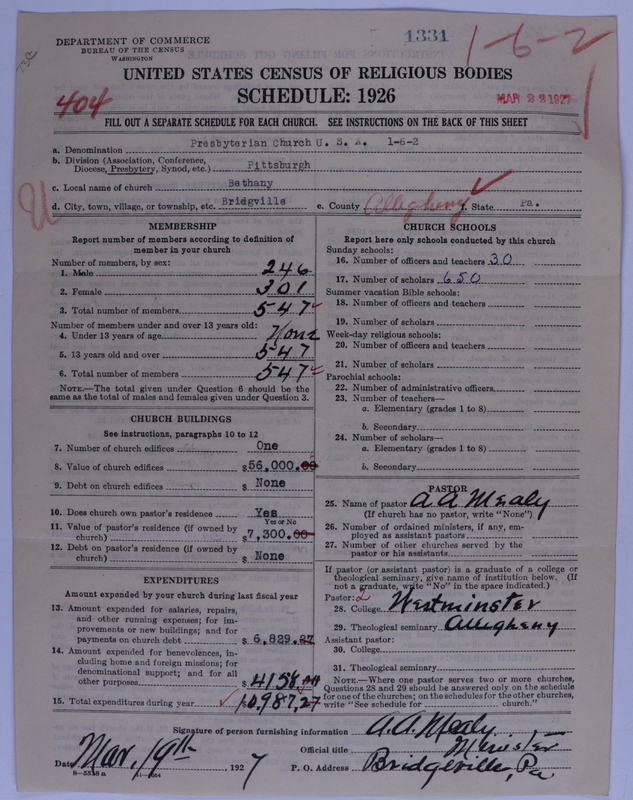 DEPARTMENT OF COMMERCE
BUREAU OF THE CENSUS
WASHINGTON
1331
1-6-2
UNITED STATES CENSUS OF RELIGIOUS BODIES
SCHEDULE: 1926
404
MAR 22 1927
FILL OUT A SEPARATE SCHEDULE FOR EACH CHURCH. SEE INSTRUCTIONS ON THE BACK OF THIS SHEET
a. Denomination Presbyterian Church U. S. A. 1-6-2
b. Division (Association, Conference,
Diocese, Presbytery, Synod, etc.) Pittsburgh
c. Local name of church Bethany
d. City, town, village, or township, etc. Bridgville e. County Allegheny f. State Pa.
MEMBERSHIP
Report number of members according to definition of
member in your church
Number of members, by sex:
1. Male 246
2. Female 301
3. Total number of members 547
Number of members under and over 13 years old:
4. Under 13 years of age None
5. 13 years old and over 547
6. Total number of members 547
NOTE.—The total given under Question 6 should be the
same as the total of males and females given under Question 3.
CHURCH BUILDINGS
See instructions, paragraphs 10 to 12
7. Number of church edifices One
8. Value of church edifices $56,000.00
9. Debt on church edifices $ None
10. Does church own pastor's residence Yes
Yes or No
11. Value of pastor's residence (if owned by
church) $7,300.00
12. Debt on pastor's residence (if owned by
church) $ None
EXPENDITURES
Amount expended by your church during last fiscal year
13. Amount expended for salaries, repairs,
and other running expenses; for im-
provements or new buildings; and for
payments on church debt $ 6,829.27
14. Amount expended for benevolences, in-
cluding home and foreign missions; for
denominational support; and for all
other purposes $ 4158.00
15. Total expenditures during year $10,987.27
CHURCH SCHOOLS
Report here only schools conducted by this church
Sunday schools:
16. Number of officers and teachers 30
17. Number of scholars 650
Summer vacation Bible schools:
18. Number of officers and teachers
19. Number of scholars
Week-day religious schools:
20. Number of officers and teachers
21. Number of scholars
Parochial schools:
22. Number of administrative officers
23. Number of teachers—
a. Elementary (grades 1 to 8)
b. Secondary
24. Number of scholars—
a. Elementary (grades 1 to 8)
b. Secondary
PASTOR
25. Name of pastor A A Mealy
(If church has no pastor, write "None")
26. Number of ordained ministers, if any, em-
ployed as assistant pastors
27. Number of other churches served by the
pastor or his assistants
If pastor (or assistant pastor) is a graduate of a college or
theological seminary, give name of institution below. (If
not a graduate, write "No" in the space indicated.)
Pastor: 2
28. College Westminster
29. Theological seminary Allegheny
Assistant pastor:
30. College
31. Theological seminary
NOTE.—Where one pastor serves two or more churches,
Questions 28 and 29 should be answered only on the schedule
for one of the churches; on the schedules for the other churches,
write "See schedule for church."
Signature of person furnishing information A. A. Mealy
Official title Minister
Date Mar. 19th 1927 P. O. Address Bridgeville, Pa